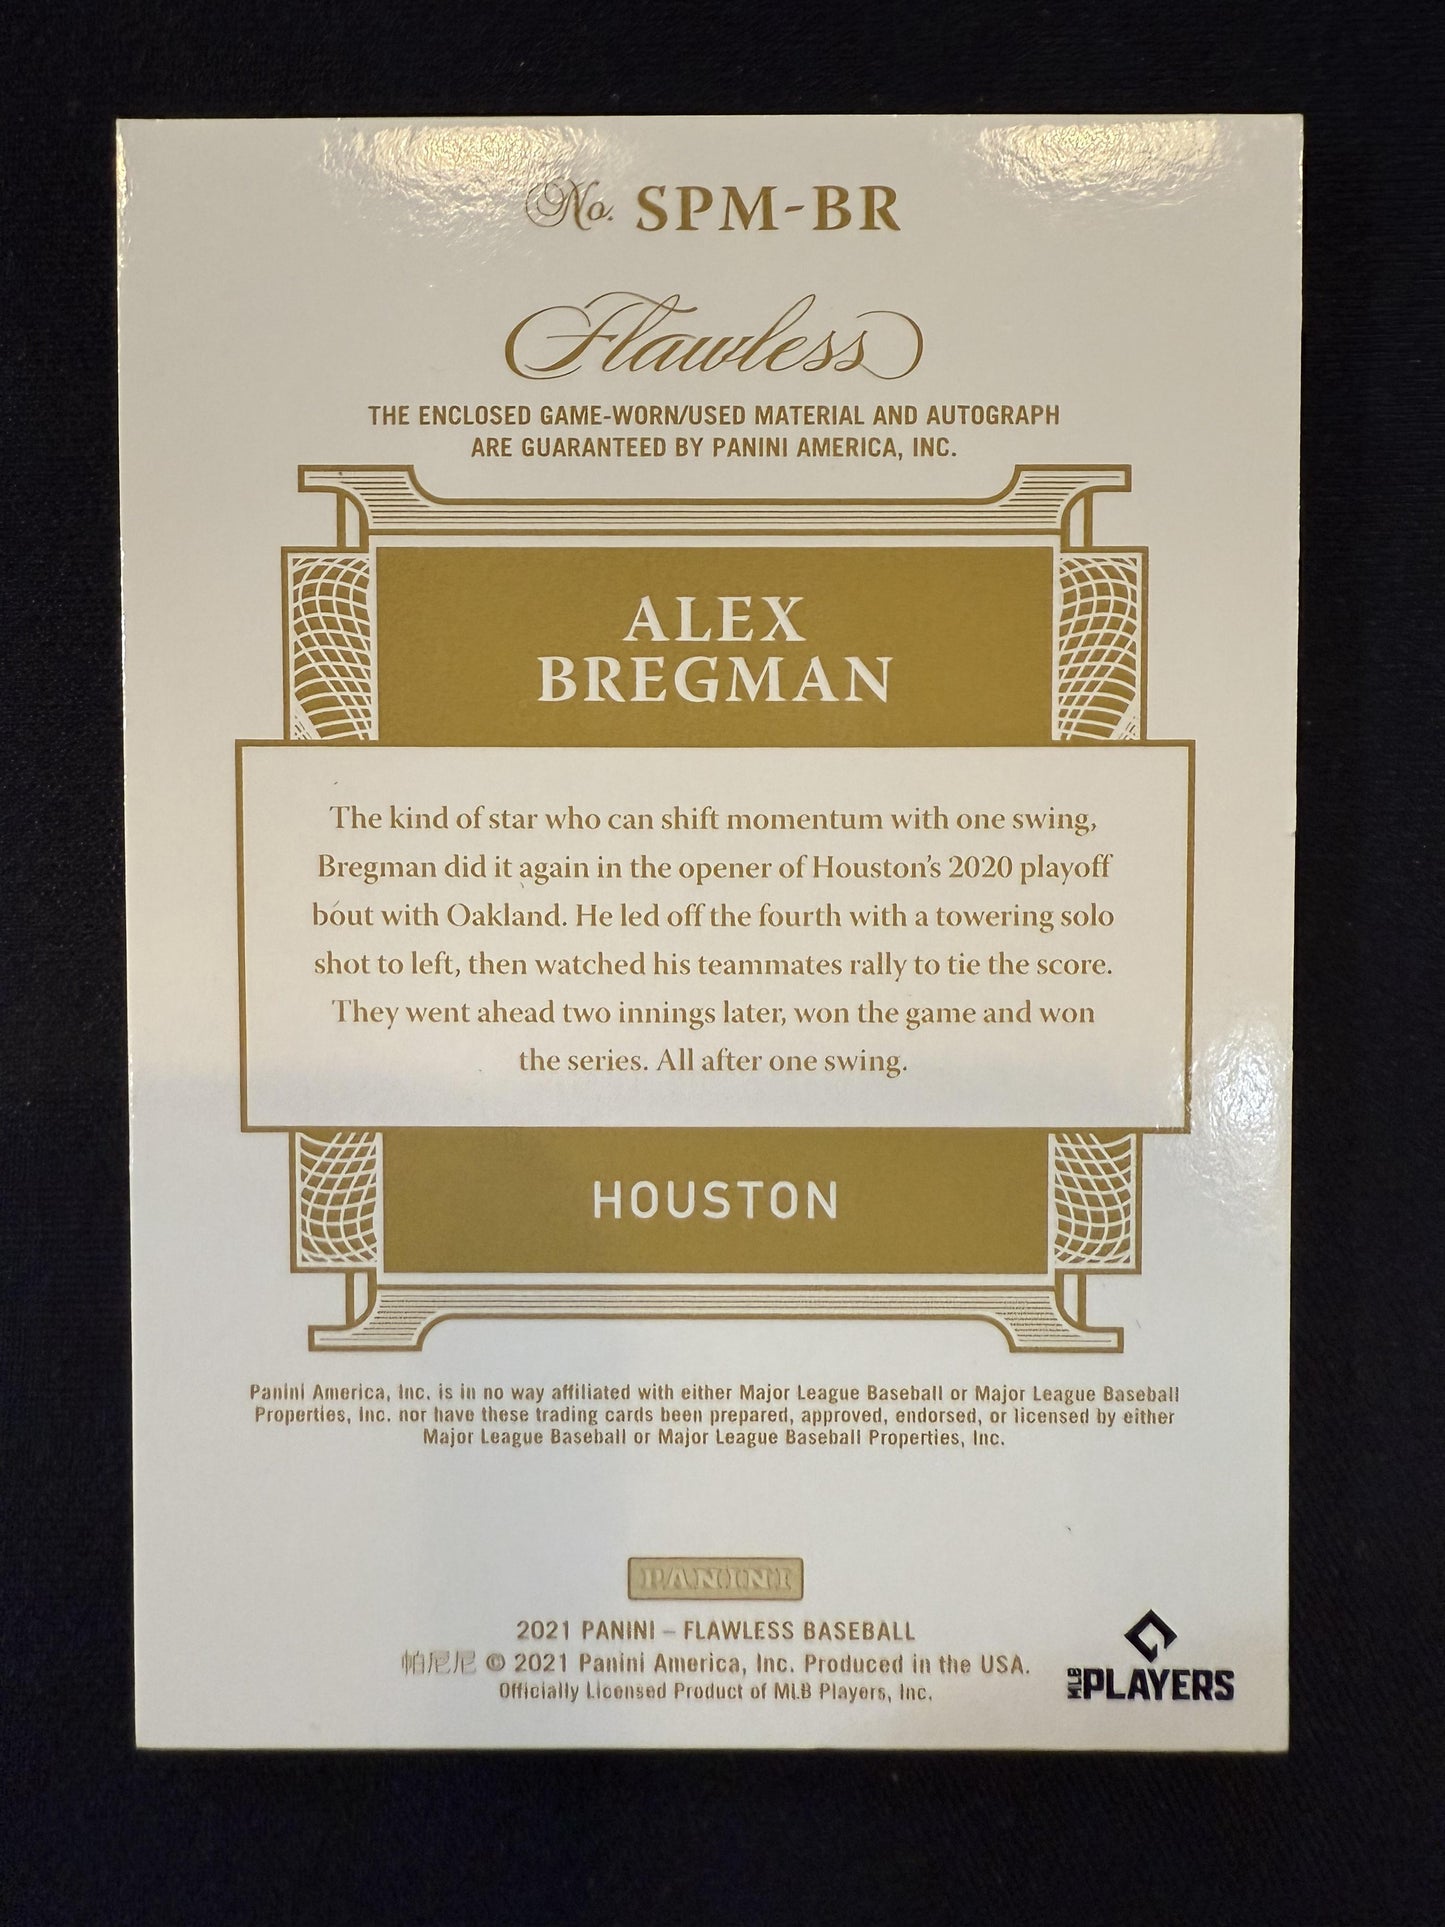 No. SPM-BR
Flawless
THE ENCLOSED GAME-WORN/USED MATERIAL AND AUTOGRAPH
ARE GUARANTEED BY PANINI AMERICA, INC.
ALEX
BREGMAN
The kind of star who can shift momentum with one swing,
Bregman did it again in the opener of Houston's 2020 playoff
bout with Oakland. He led off the fourth with a towering solo
shot to left, then watched his teammates rally to tie the score.
They went ahead two innings later, won the game and won
the series. All after one swing.
HOUSTON
Panini America, Inc. is in no way affiliated with either Major League Baseball or Major League Baseball
Properties, Inc. nor have these trading cards been prepared, approved, endorsed, or licensed by either
Major League Baseball or Major League Baseball Properties, Inc.
PANINI
2021 PANINI – FLAWLESS BASEBALL
帕尼尼 © 2021 Panini America, Inc. Produced in the USA.
Officially Licensed Product of MLB Players, Inc.
MLB PLAYERS